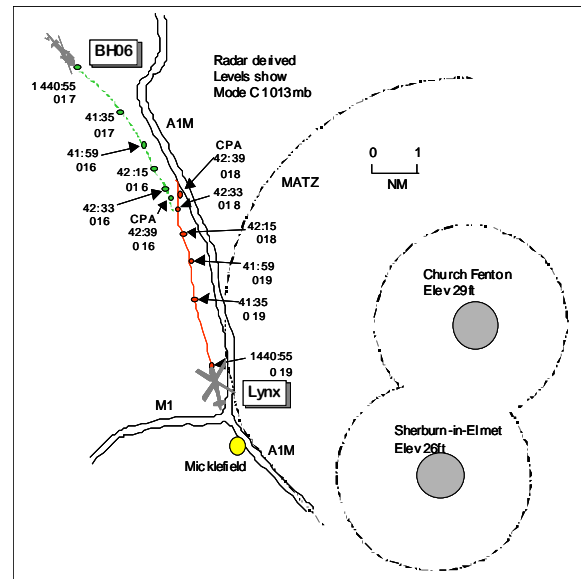 BH06
Radar derived
Levels show
Mode C 1013mb
1440:55
017
A1M
41:35
017
CPA
42:39
018
0 1
NM
MATZ
41:59
016
42:15
016
42:33
018
42:33
016
CPA
42:39
016
42:15
018
41:59
019
Church Fenton
Elev 29ft
41:35
019
1440:55
019
Lynx
M1
Sherburn-in-Elmet
Elev 26ft
A1M
Micklefield